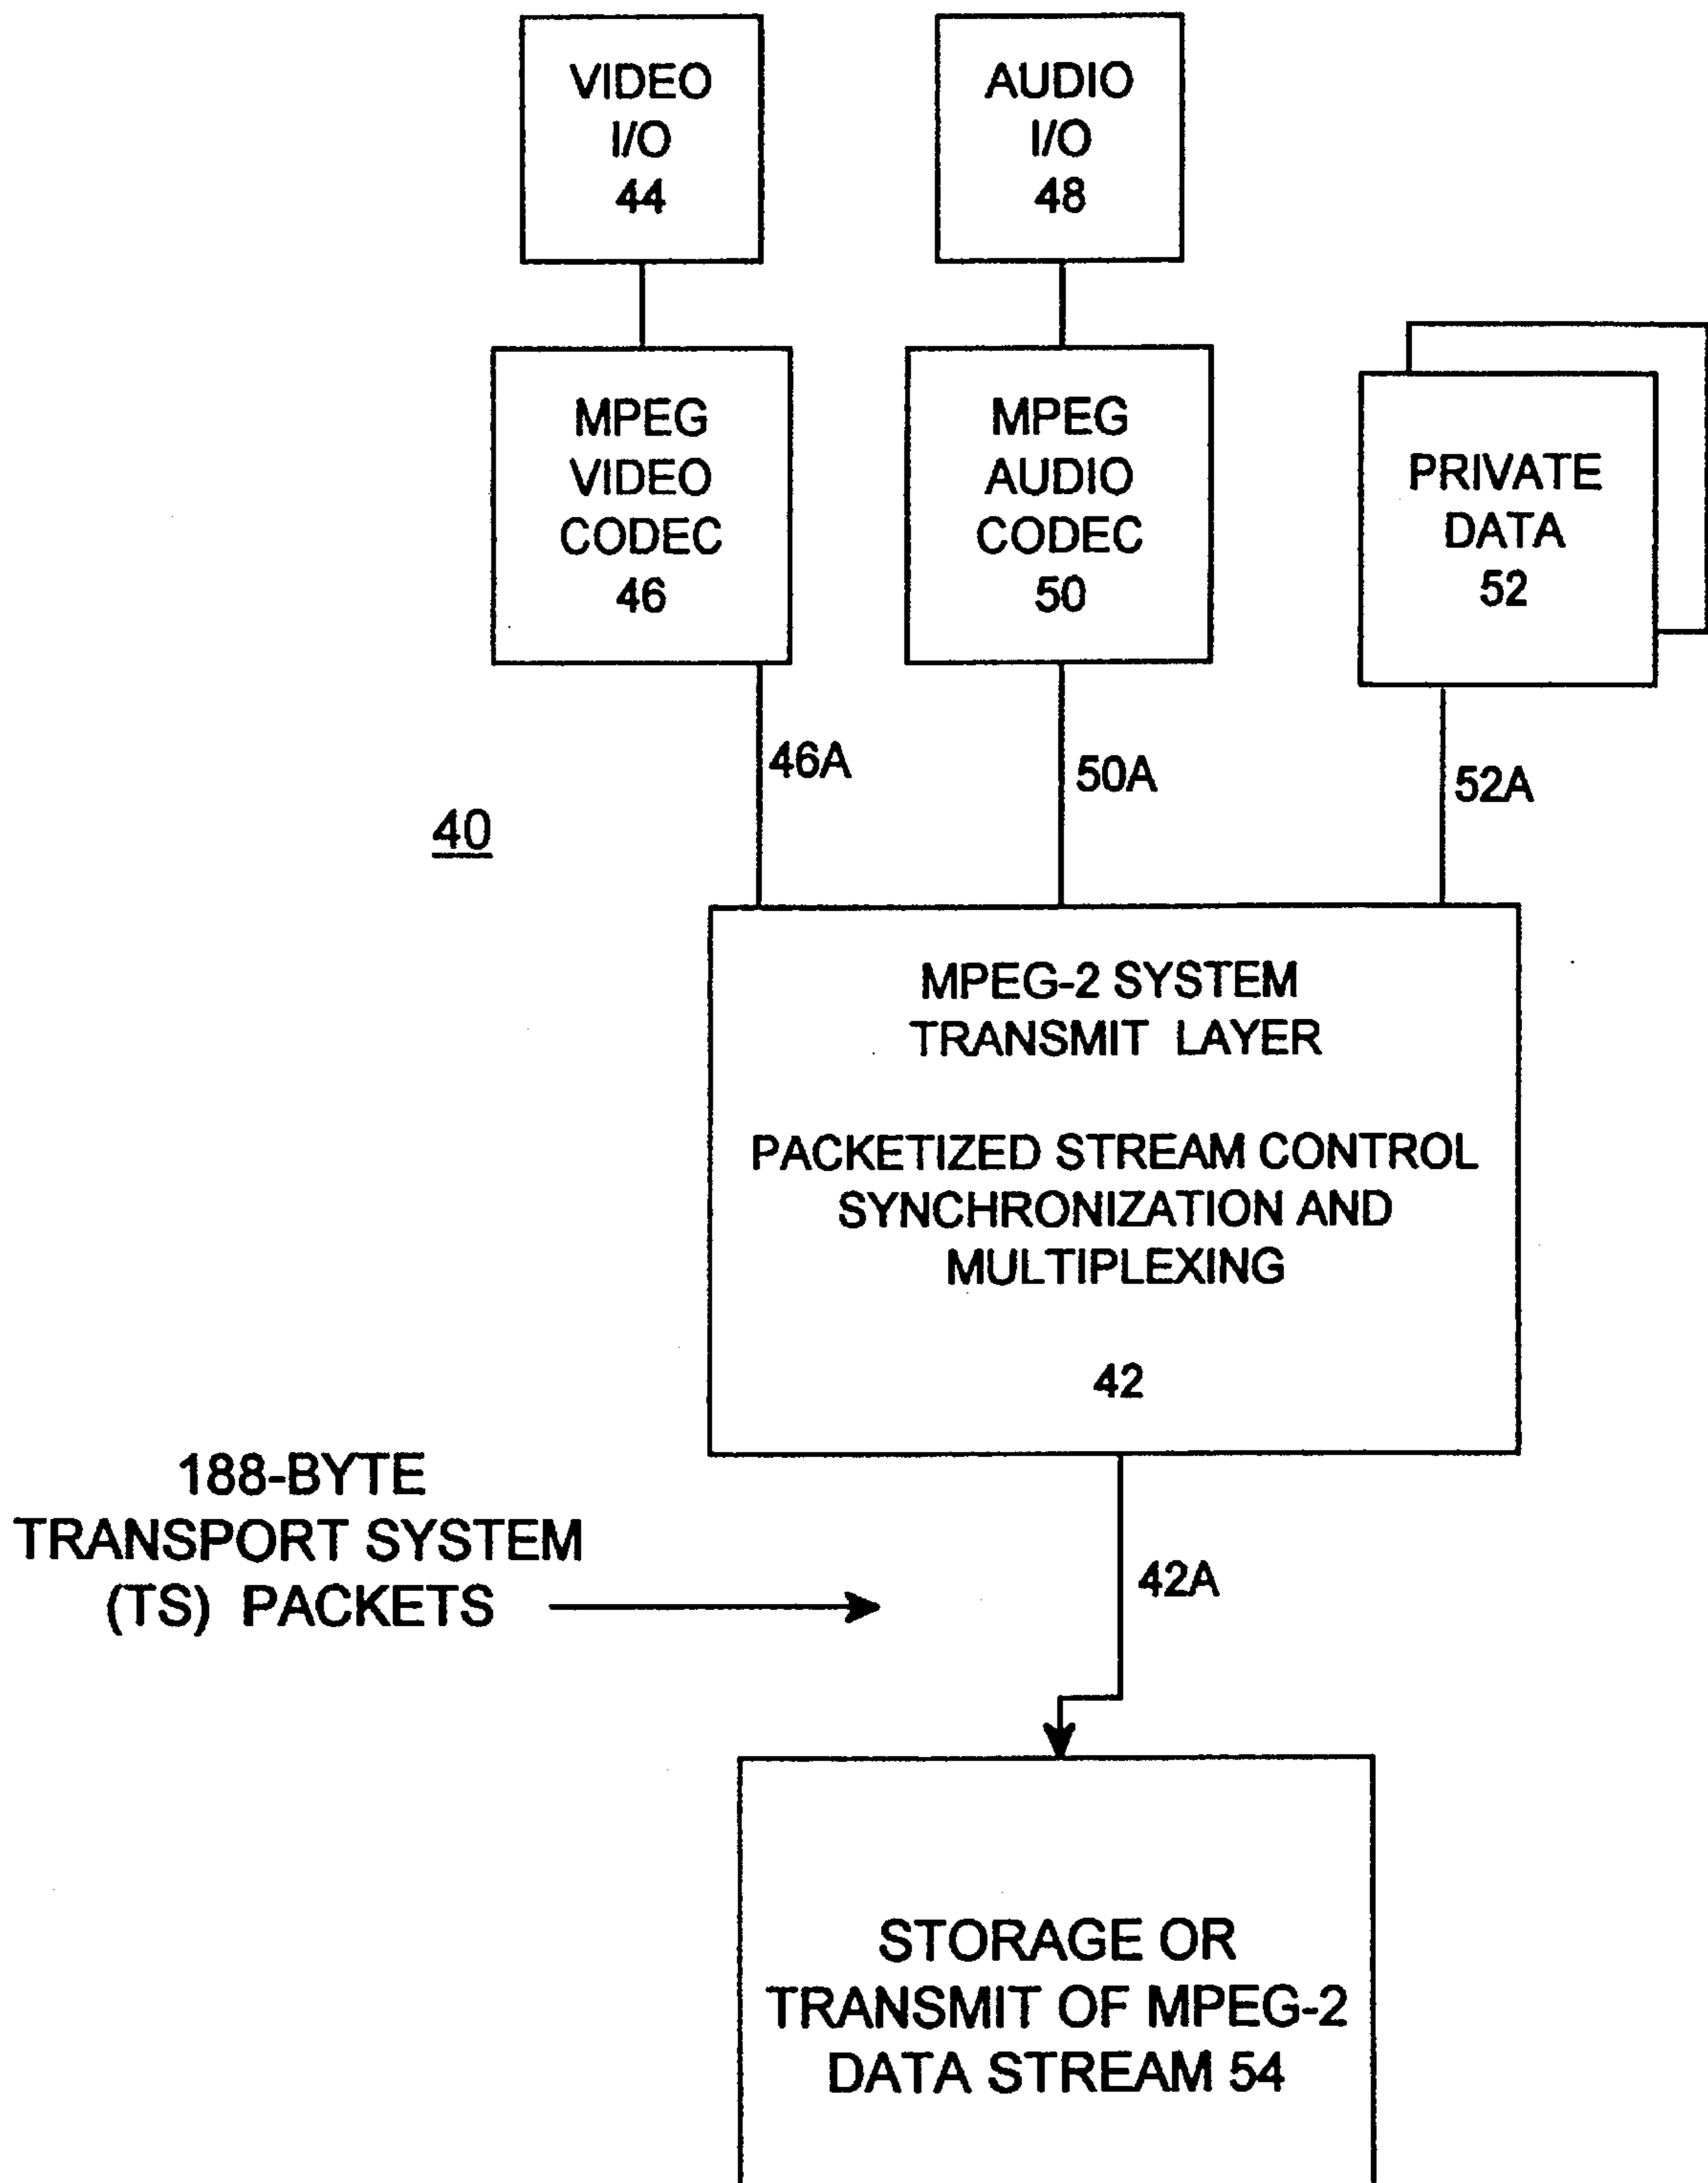 VIDEO
I/O
44
AUDIO
I/O
48
MPEG
VIDEO
CODEC
46
MPEG
AUDIO
CODEC
50
PRIVATE
DATA
52
46A
50A
52A
40
MPEG-2 SYSTEM
TRANSMIT LAYER
PACKETIZED STREAM CONTROL
SYNCHRONIZATION AND
MULTIPLEXING
42
188-BYTE
TRANSPORT SYSTEM
(TS) PACKETS
42A
STORAGE OR
TRANSMIT OF MPEG-2
DATA STREAM 54